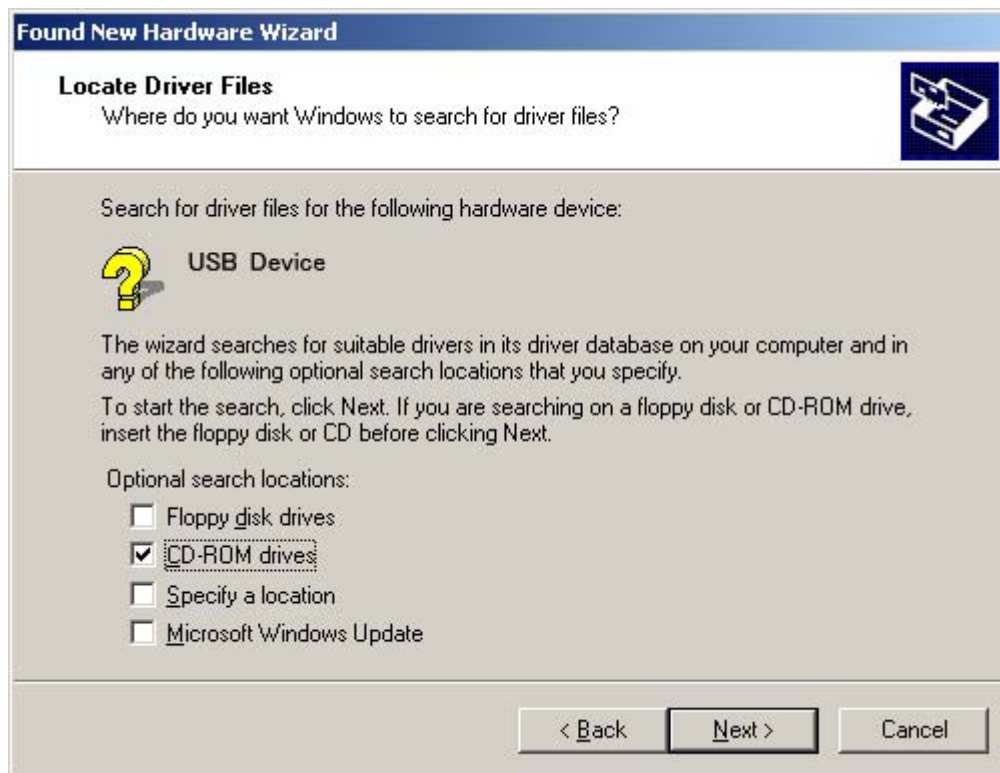 Found New Hardware Wizard
Locate Driver Files
Where do you want Windows to search for driver files?
Search for driver files for the following hardware device:
USB Device
The wizard searches for suitable drivers in its driver database on your computer and in
any of the following optional search locations that you specify.
To start the search, click Next. If you are searching on a floppy disk or CD-ROM drive,
insert the floppy disk or CD before clicking Next.
Optional search locations:
Floppy disk drives
CD-ROM drives
Specify a location
Microsoft Windows Update
< Back Next > Cancel